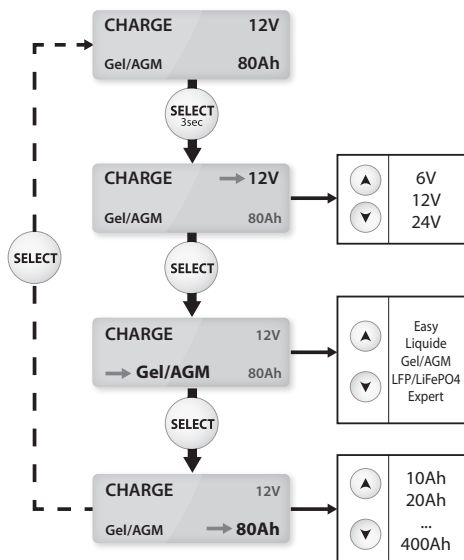 CHARGE 12V
Gel/AGM 80Ah
SELECT
3sec
CHARGE 12V
Gel/AGM 80Ah
6V
12V
24V
SELECT
SELECT
CHARGE 12V
Gel/AGM 80Ah
Easy
Liquide
Gel/AGM
LFP/LiFePO4
Expert
SELECT
CHARGE 12V
Gel/AGM 80Ah
10Ah
20Ah
...
400Ah